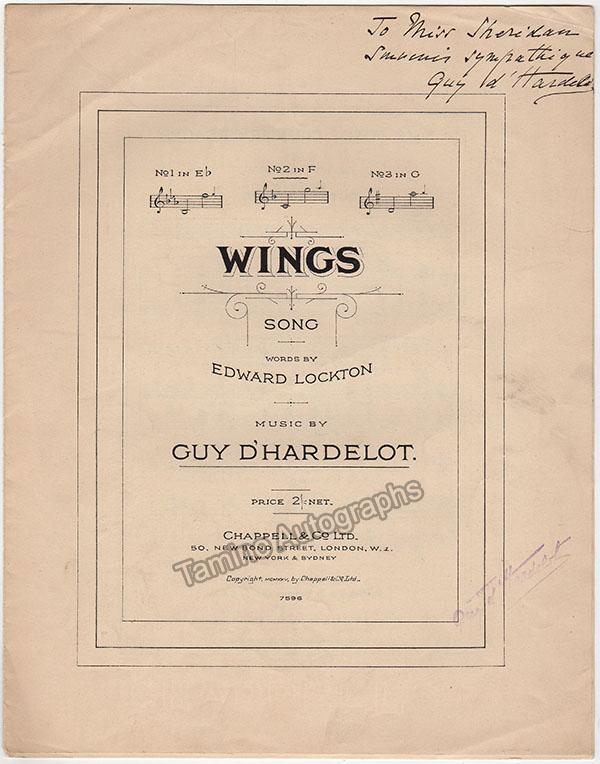 To Miss Sheridan
Souvenir sympathique
Guy d'Hardelot
No1 IN E♭
No2 IN F
No3 IN G
WINGS
SONG
WORDS BY
EDWARD LOCKTON
MUSIC BY
GUY D'HARDELOT.
PRICE 2/- NET.
CHAPPELL & Co LTD.
50, NEW BOND STREET, LONDON, W.1.
NEW YORK & SYDNEY
Copyright, MCMXXV, by Chappell & Co Ltd.
7596
Tamino Autographs
Guy d'Hardelot